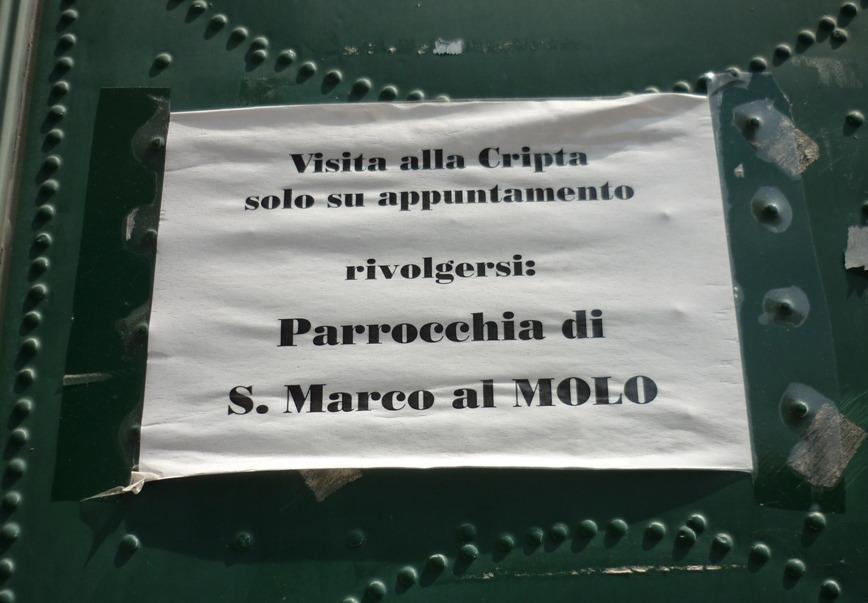 Visita alla Cripta
solo su appuntamento
rivolgersi:
Parrocchia di
S. Marco al MOLO